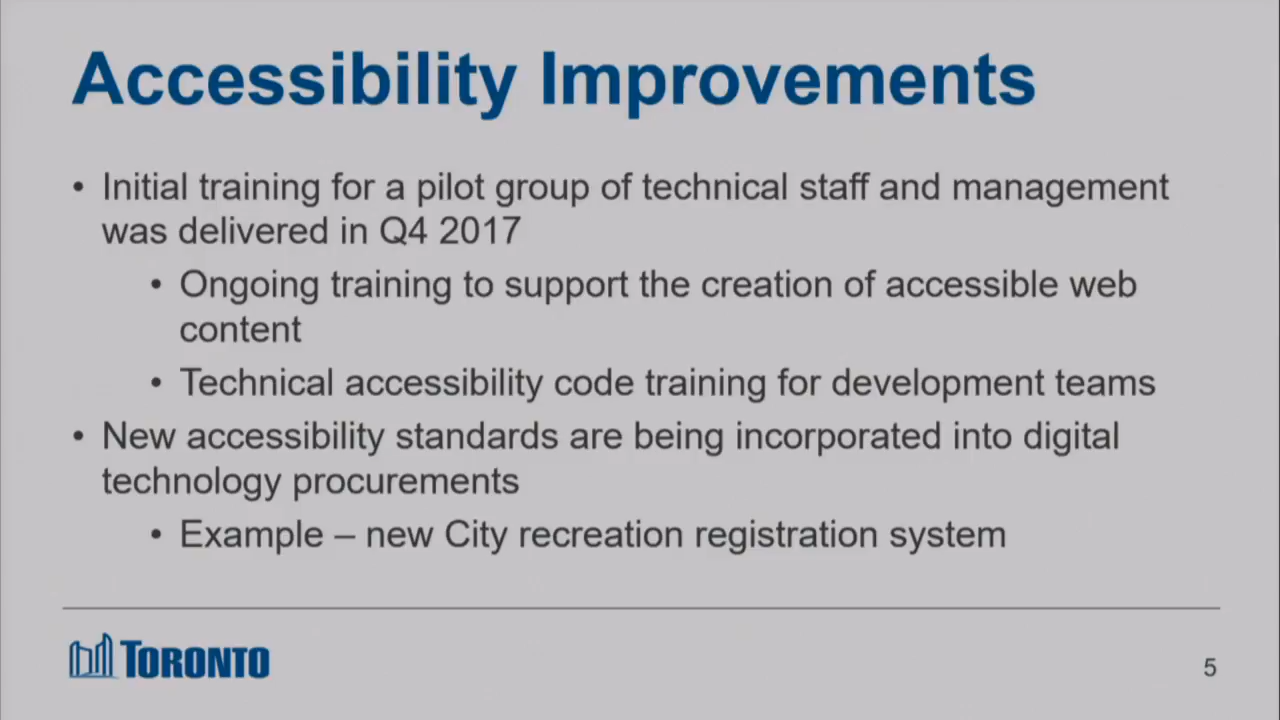 Accessibility Improvements
• Initial training for a pilot group of technical staff and management
was delivered in Q4 2017
• Ongoing training to support the creation of accessible web
content
• Technical accessibility code training for development teams
• New accessibility standards are being incorporated into digital
technology procurements
• Example – new City recreation registration system
TORONTO
5